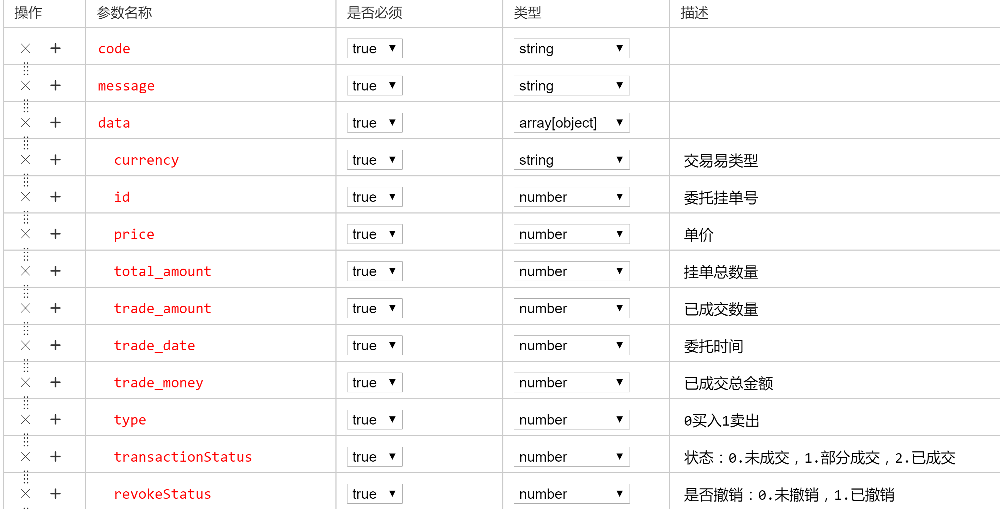 操作 参数名称 是否必须 类型 描述
code true string
message true string
data true array[object]
currency true string 交易易类型
id true number 委托挂单号
price true number 单价
total_amount true number 挂单总数量
trade_amount true number 已成交数量
trade_date true number 委托时间
trade_money true number 已成交总金额
type true number 0买入1卖出
transactionStatus true number 状态：0.未成交，1.部分成交，2.已成交
revokeStatus true number 是否撤销：0.未撤销，1.已撤销